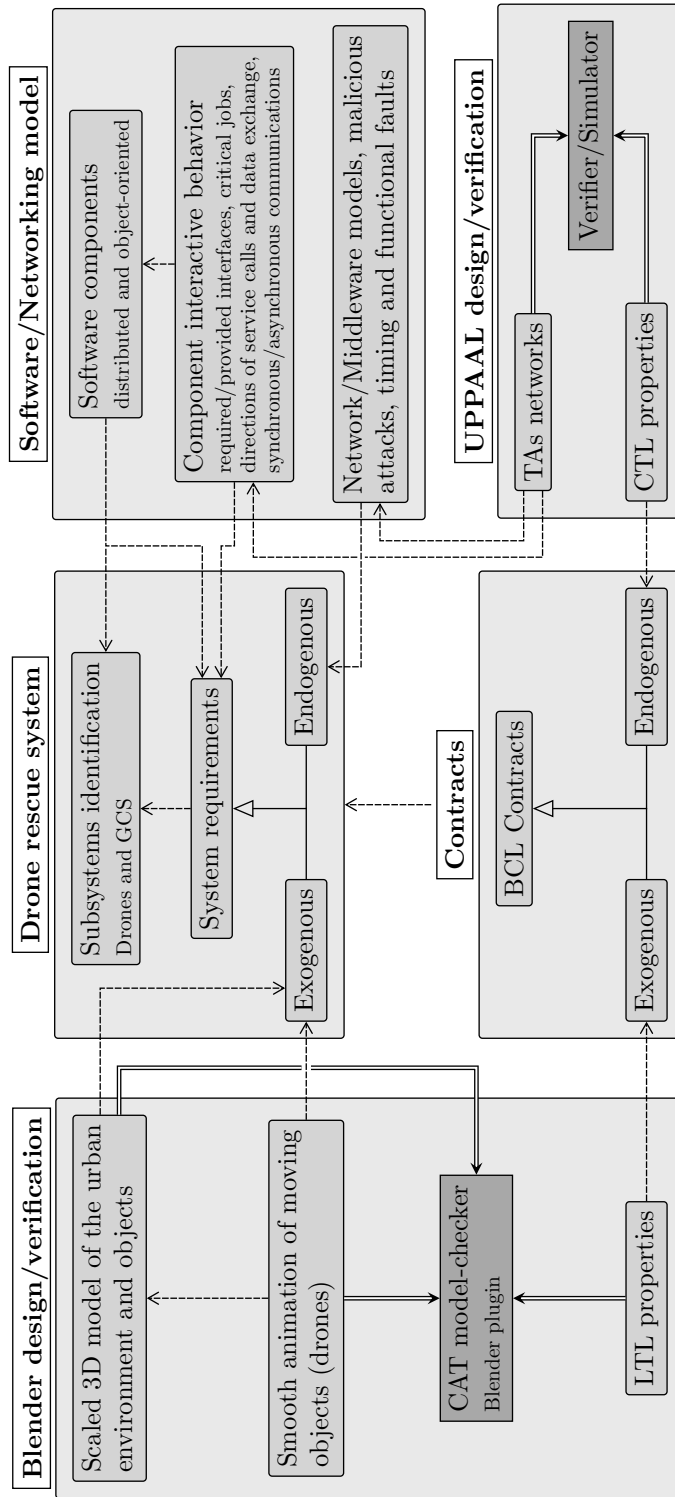 Blender design/verification
Scaled 3D model of the urban
environment and objects
Smooth animation of moving
objects (drones)
CAT model-checker
Blender plugin
LTL properties
Drone rescue system
Subsystems identification
Drones and GCS
System requirements
Exogenous
Endogenous
Contracts
BCL Contracts
Exogenous
Endogenous
Software/Networking model
Software components
distributed and object-oriented
Component interactive behavior
required/provided interfaces, critical jobs,
directions of service calls and data exchange,
synchronous/asynchronous communications
Network/Middleware models, malicious
attacks, timing and functional faults
UPPAAL design/verification
TAs networks
Verifier/Simulator
CTL properties